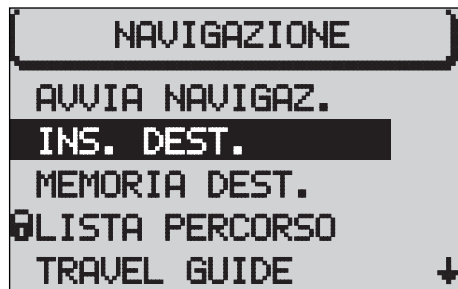 NAVIGAZIONE
AVVIA NAVIGAZ.
INS. DEST.
MEMORIA DEST.
LISTA PERCORSO
TRAVEL GUIDE